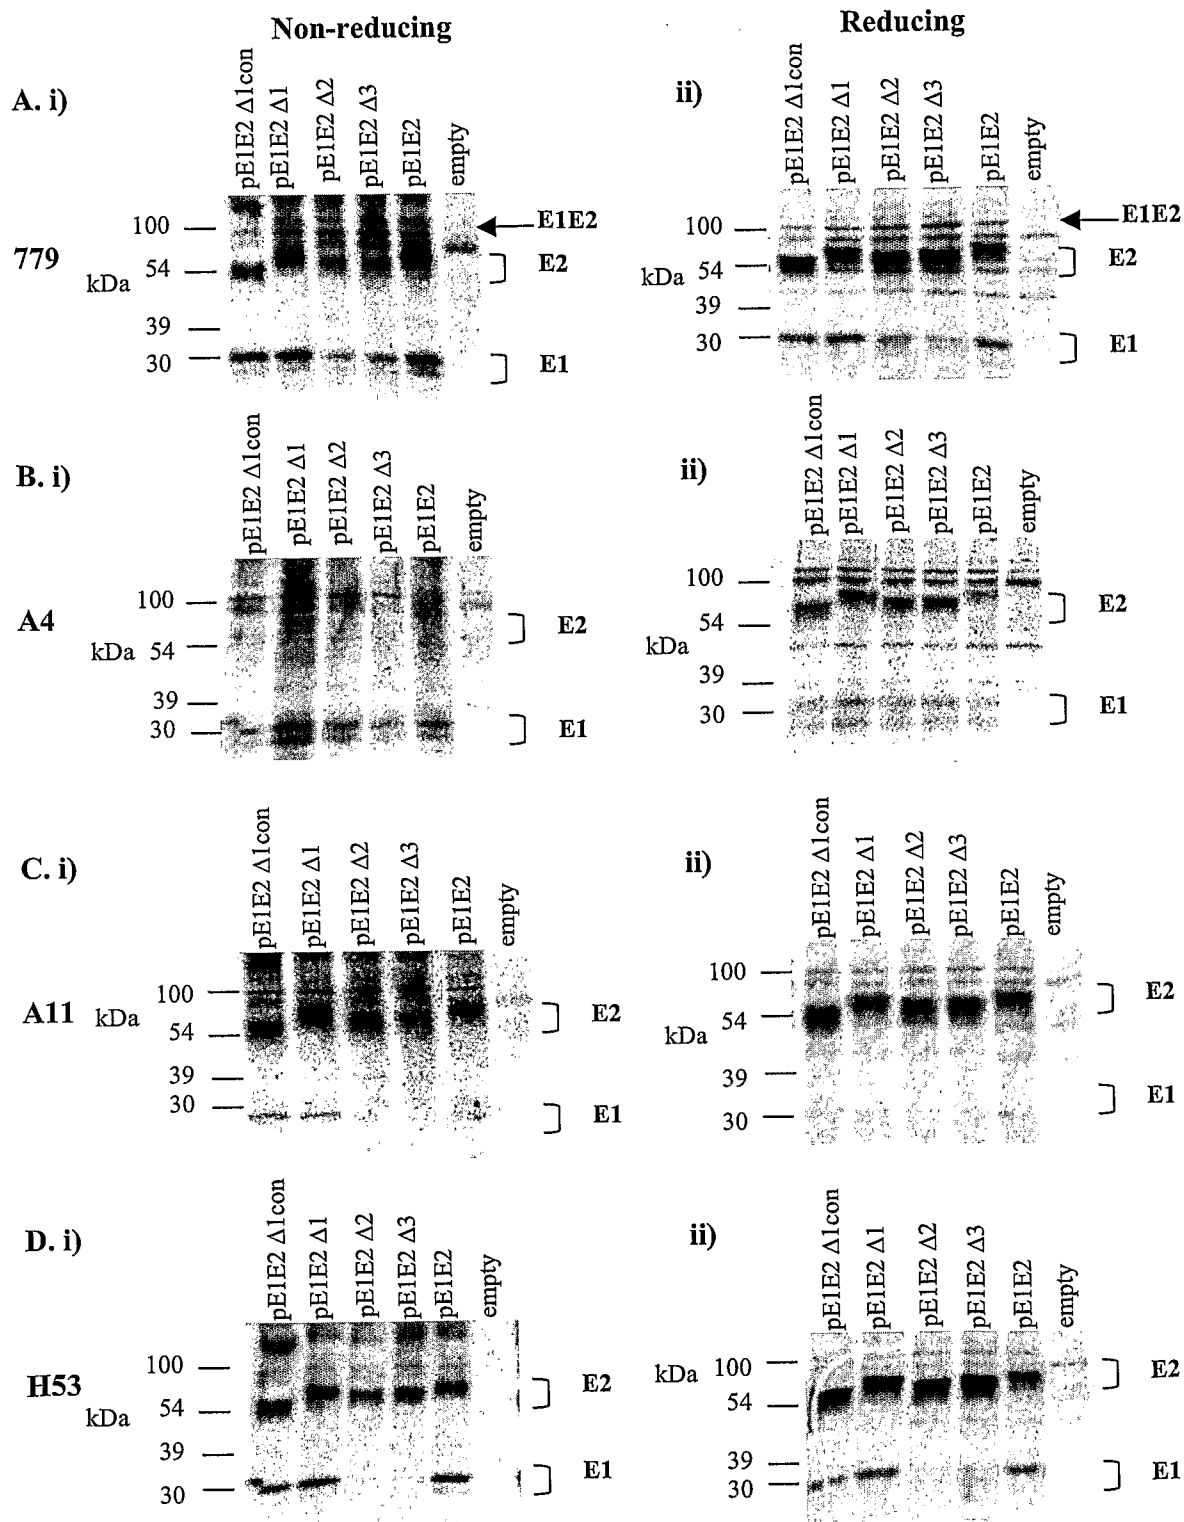 Non-reducing
Reducing
A. i)
pE1E2 Δ1con
pE1E2 Δ1
pE1E2 Δ2
pE1E2 Δ3
pE1E2
empty
ii)
pE1E2 Δ1con
pE1E2 Δ1
pE1E2 Δ2
pE1E2 Δ3
pE1E2
empty
779
100
54
kDa
39
30
E1E2
E2
E1
100
54
kDa
39
30
E1E2
E2
E1
B. i)
pE1E2 Δ1con
pE1E2 Δ1
pE1E2 Δ2
pE1E2 Δ3
pE1E2
empty
ii)
pE1E2 Δ1con
pE1E2 Δ1
pE1E2 Δ2
pE1E2 Δ3
pE1E2
empty
A4
100
kDa 54
39
30
E2
E1
100
54
kDa
39
30
E2
E1
C. i)
pE1E2 Δ1con
pE1E2 Δ1
pE1E2 Δ2
pE1E2 Δ3
pE1E2
empty
ii)
pE1E2 Δ1con
pE1E2 Δ1
pE1E2 Δ2
pE1E2 Δ3
pE1E2
empty
A11 kDa
100
54
39
30
E2
E1
100
54
kDa
39
30
E2
E1
D. i)
pE1E2 Δ1con
pE1E2 Δ1
pE1E2 Δ2
pE1E2 Δ3
pE1E2
empty
ii)
pE1E2 Δ1con
pE1E2 Δ1
pE1E2 Δ2
pE1E2 Δ3
pE1E2
empty
H53
100
54
kDa
39
30
E2
E1
kDa 100
54
39
30
E2
E1